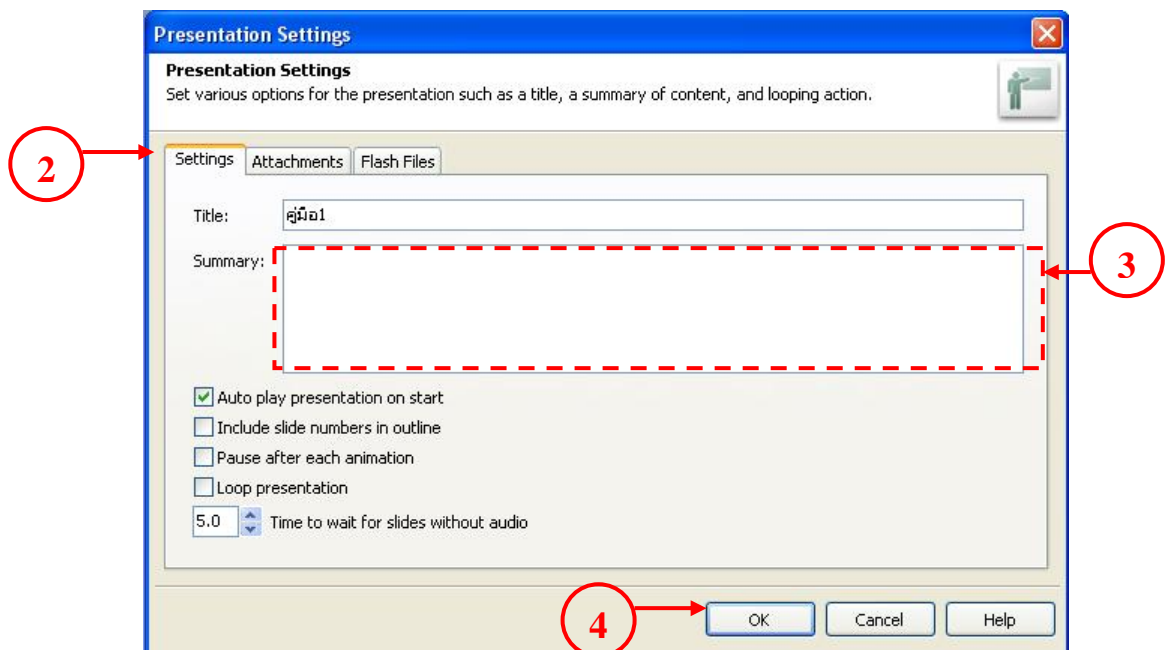 Presentation Settings
Presentation Settings
Set various options for the presentation such as a title, a summary of content, and looping action.
2
Settings Attachments Flash Files
Title: คู่มือ1
Summary:
3
Auto play presentation on start
Include slide numbers in outline
Pause after each animation
Loop presentation
5.0 Time to wait for slides without audio
4
OK Cancel Help